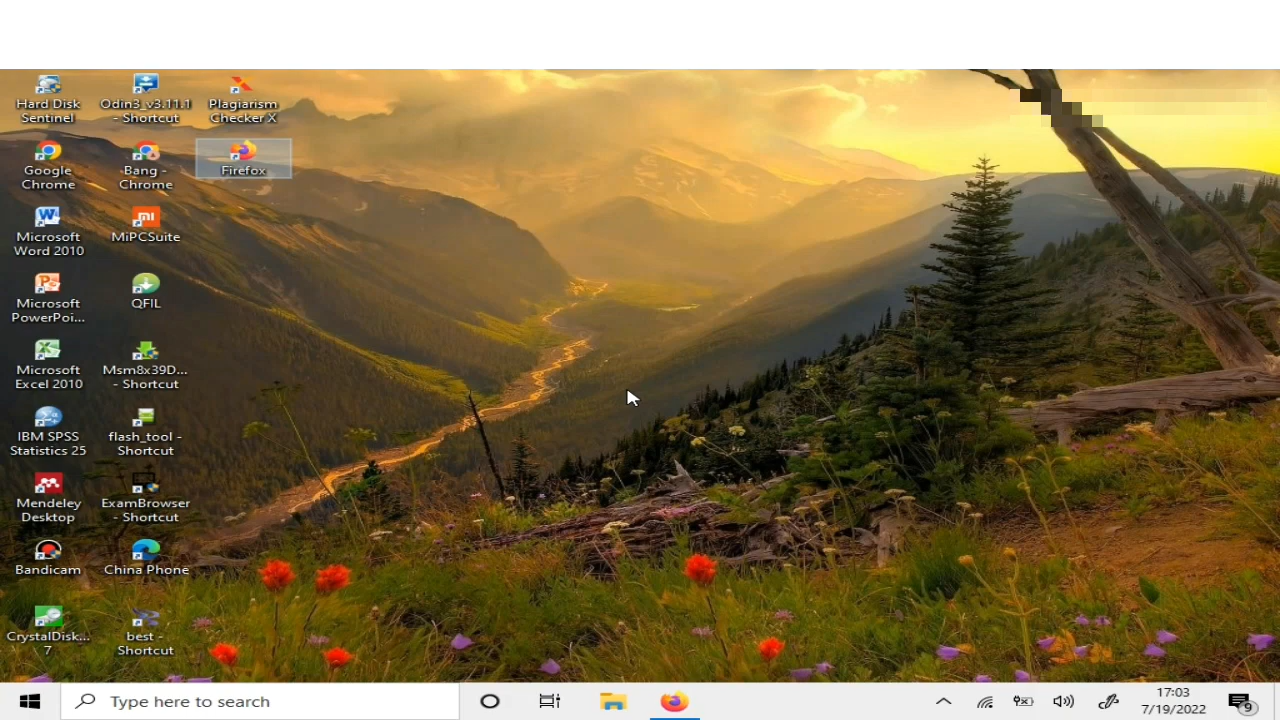 Hard Disk
Sentinel
Odin3_v3.11.1
- Shortcut
Plagiarism
Checker X
Google
Chrome
Bang -
Chrome
Firefox
Microsoft
Word 2010
MiPCSuite
Microsoft
PowerPoi...
QFIL
Microsoft
Excel 2010
Msm8x39D...
- Shortcut
IBM SPSS
Statistics 25
flash_tool -
Shortcut
Mendeley
Desktop
ExamBrowser
- Shortcut
Bandicam
China Phone
CrystalDisk...
7
best -
Shortcut
Type here to search
17:03
7/19/2022
9